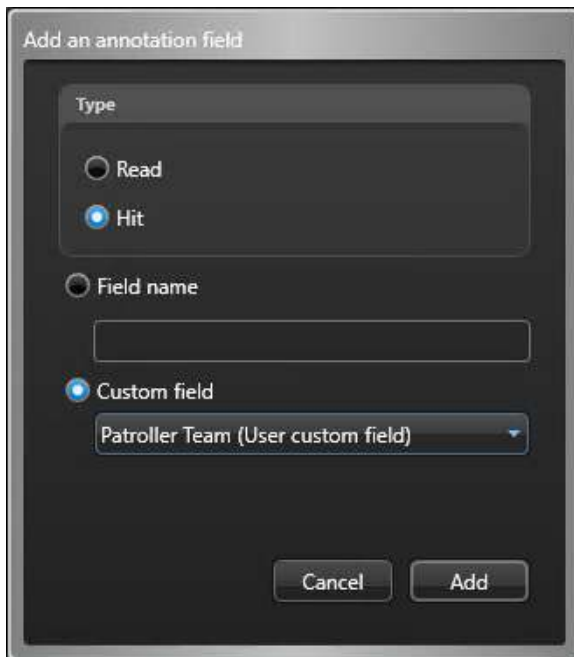 Add an annotation field
Type
Read
Hit
Field name
Custom field
Patroller Team (User custom field)
Cancel
Add